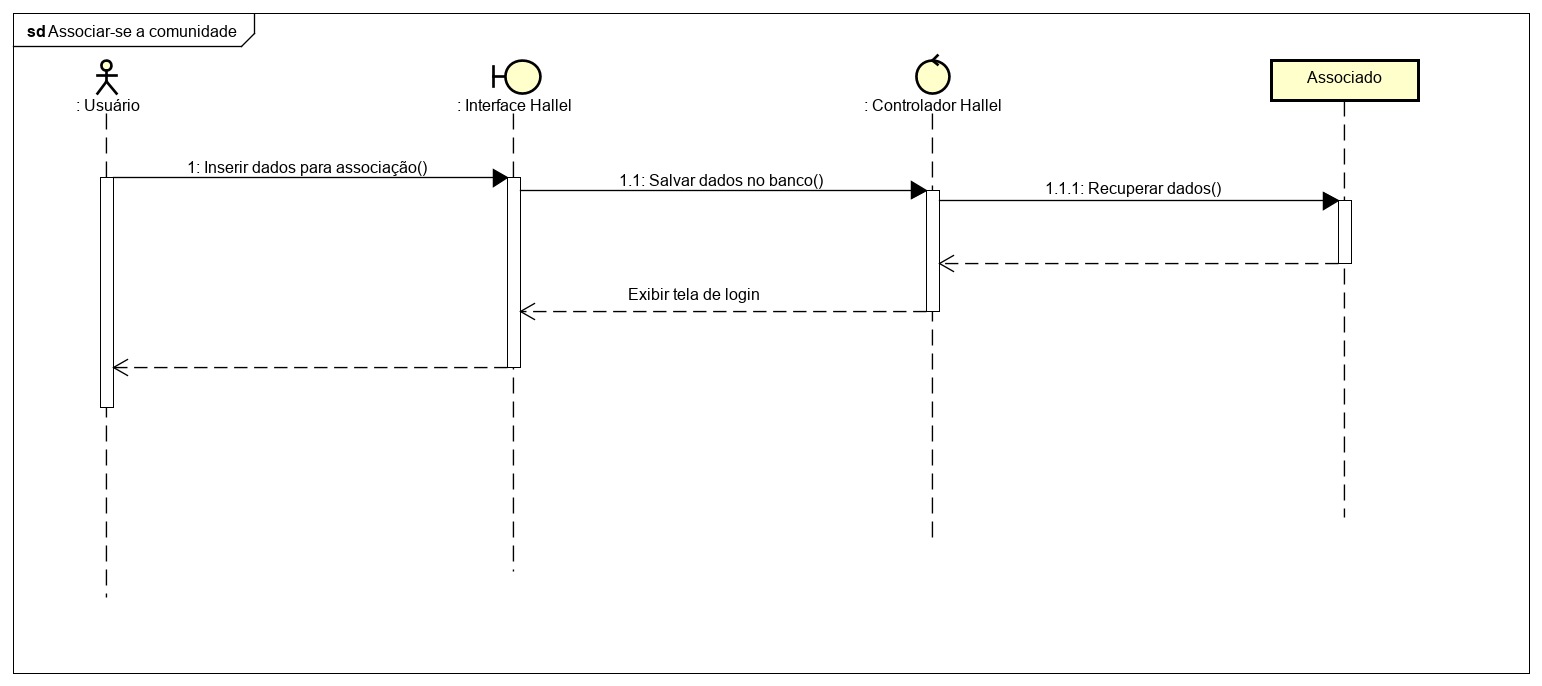 sd Associar-se a comunidade
: Usuário
: Interface Hallel
: Controlador Hallel
Associado
1: Inserir dados para associação()
1.1: Salvar dados no banco()
1.1.1: Recuperar dados()
Exibir tela de login